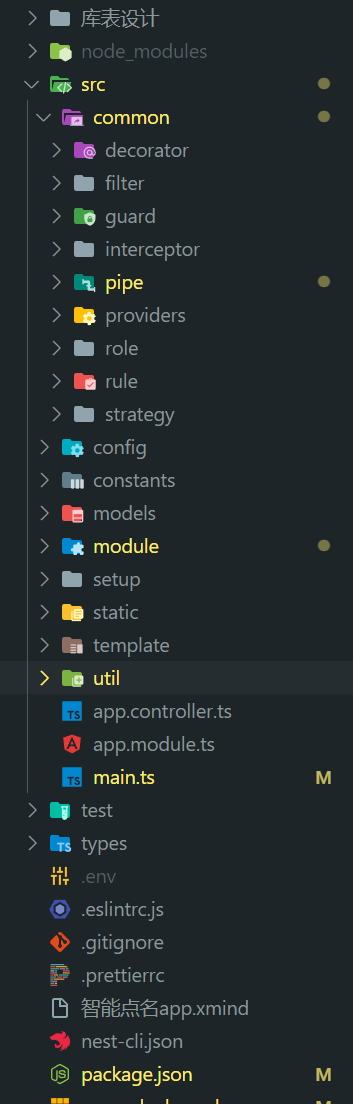 库表设计
node_modules
src
common
decorator
filter
guard
interceptor
pipe
providers
role
rule
strategy
config
constants
models
module
setup
static
template
util
app.controller.ts
app.module.ts
main.ts M
test
types
.env
.eslintrc.js
.gitignore
.prettierrc
智能点名app.xmind
nest-cli.json
package.json M